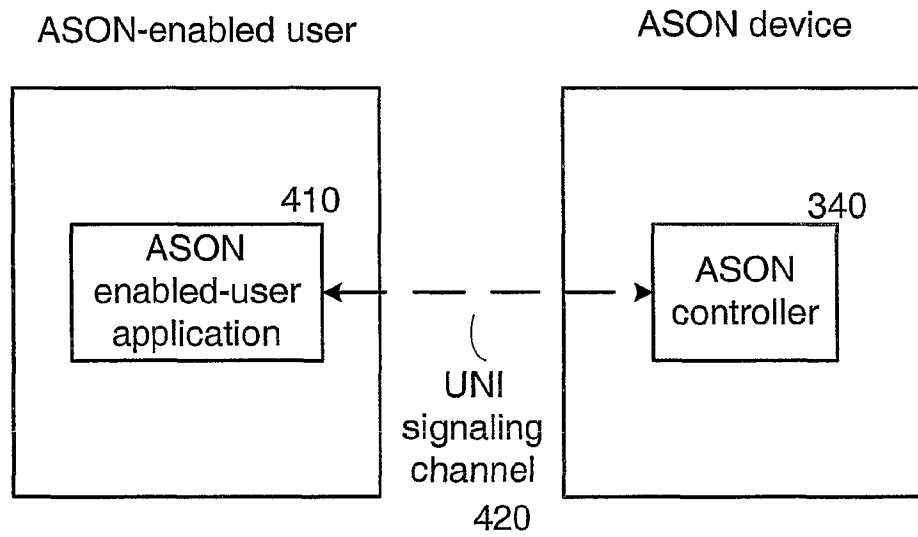 ASON-enabled user
ASON device
410
ASON
enabled-user
application
340
ASON
controller
UNI
signaling
channel
420